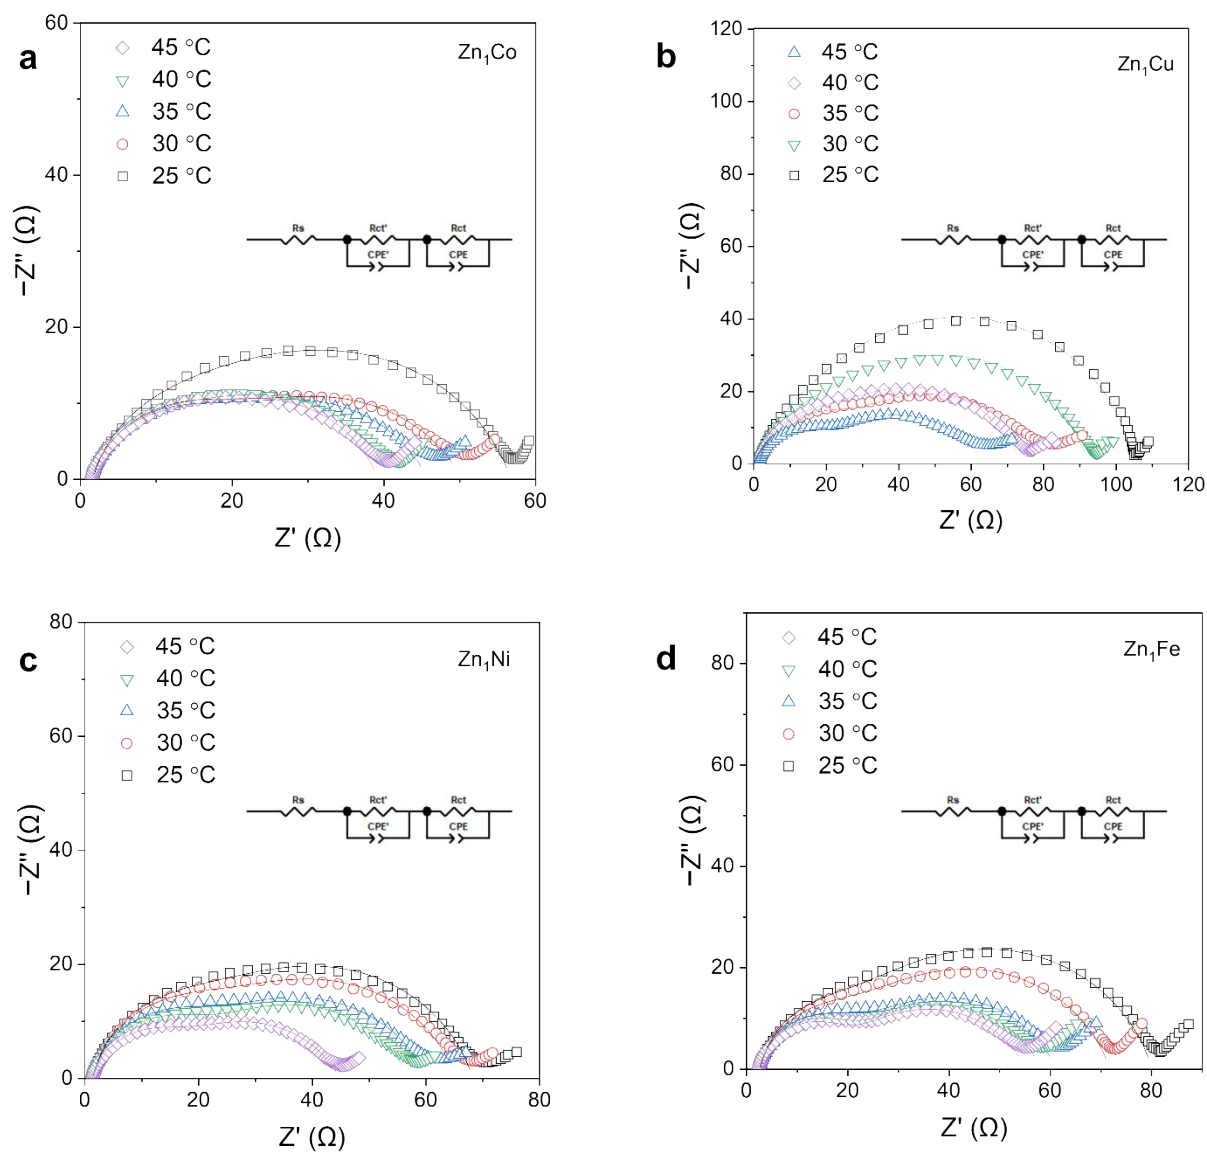 a
Zn₁Co
45 °C
40 °C
35 °C
30 °C
25 °C
Rs Rct' Rct
CPE' CPE
−Z'' (Ω)
60
40
20
0
0 20 40 60
Z' (Ω)
b
Zn₁Cu
45 °C
40 °C
35 °C
30 °C
25 °C
Rs Rct' Rct
CPE' CPE
−Z'' (Ω)
120
100
80
60
40
20
0
0 20 40 60 80 100 120
Z' (Ω)
c
Zn₁Ni
45 °C
40 °C
35 °C
30 °C
25 °C
Rs Rct' Rct
CPE' CPE
−Z'' (Ω)
80
60
40
20
0
0 20 40 60 80
Z' (Ω)
d
Zn₁Fe
45 °C
40 °C
35 °C
30 °C
25 °C
Rs Rct' Rct
CPE' CPE
−Z'' (Ω)
80
60
40
20
0
0 20 40 60 80
Z' (Ω)